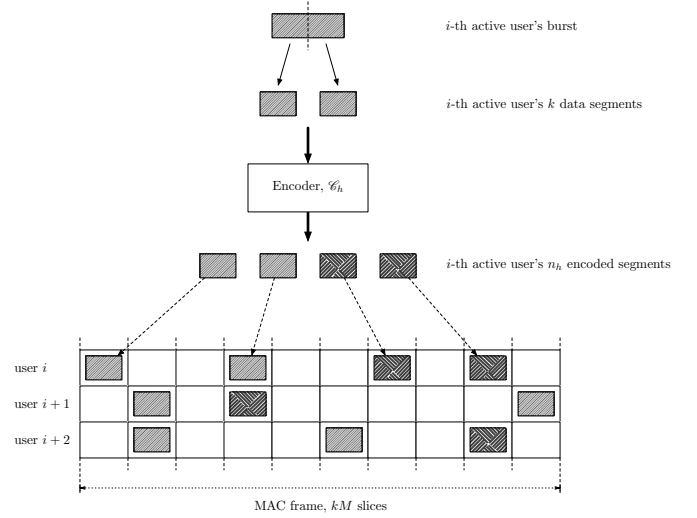 i-th active user's burst
i-th active user's k data segments
Encoder, 𝒞_h
i-th active user's n_h encoded segments
user i
user i + 1
user i + 2
MAC frame, kM slices